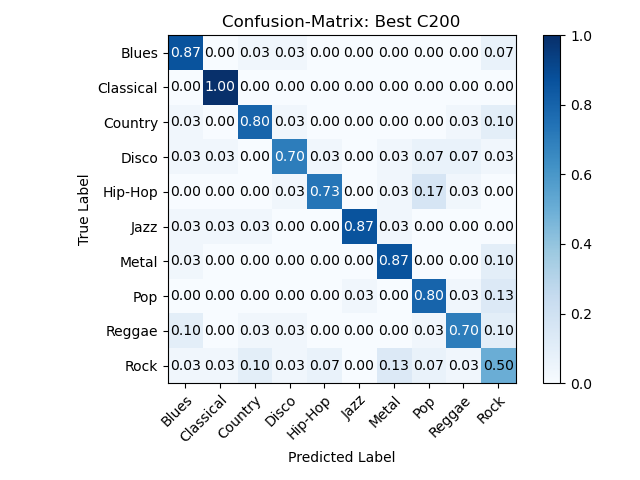 Confusion-Matrix: Best C200
Blues 0.87 0.00 0.03 0.03 0.00 0.00 0.00 0.00 0.00 0.07
Classical 0.00 1.00 0.00 0.00 0.00 0.00 0.00 0.00 0.00 0.00
Country 0.03 0.00 0.80 0.03 0.00 0.00 0.00 0.00 0.03 0.10
Disco 0.03 0.03 0.00 0.70 0.03 0.00 0.03 0.07 0.07 0.03
Hip-Hop 0.00 0.00 0.00 0.03 0.73 0.00 0.03 0.17 0.03 0.00
Jazz 0.03 0.03 0.03 0.00 0.00 0.87 0.03 0.00 0.00 0.00
Metal 0.03 0.00 0.00 0.00 0.00 0.00 0.87 0.00 0.00 0.10
Pop 0.00 0.00 0.00 0.00 0.00 0.03 0.00 0.80 0.03 0.13
Reggae 0.10 0.00 0.03 0.03 0.00 0.00 0.00 0.03 0.70 0.10
Rock 0.03 0.03 0.10 0.03 0.07 0.00 0.13 0.07 0.03 0.50
Blues Classical Country Disco Hip-Hop Jazz Metal Pop Reggae Rock
Predicted Label
True Label
1.0
0.8
0.6
0.4
0.2
0.0